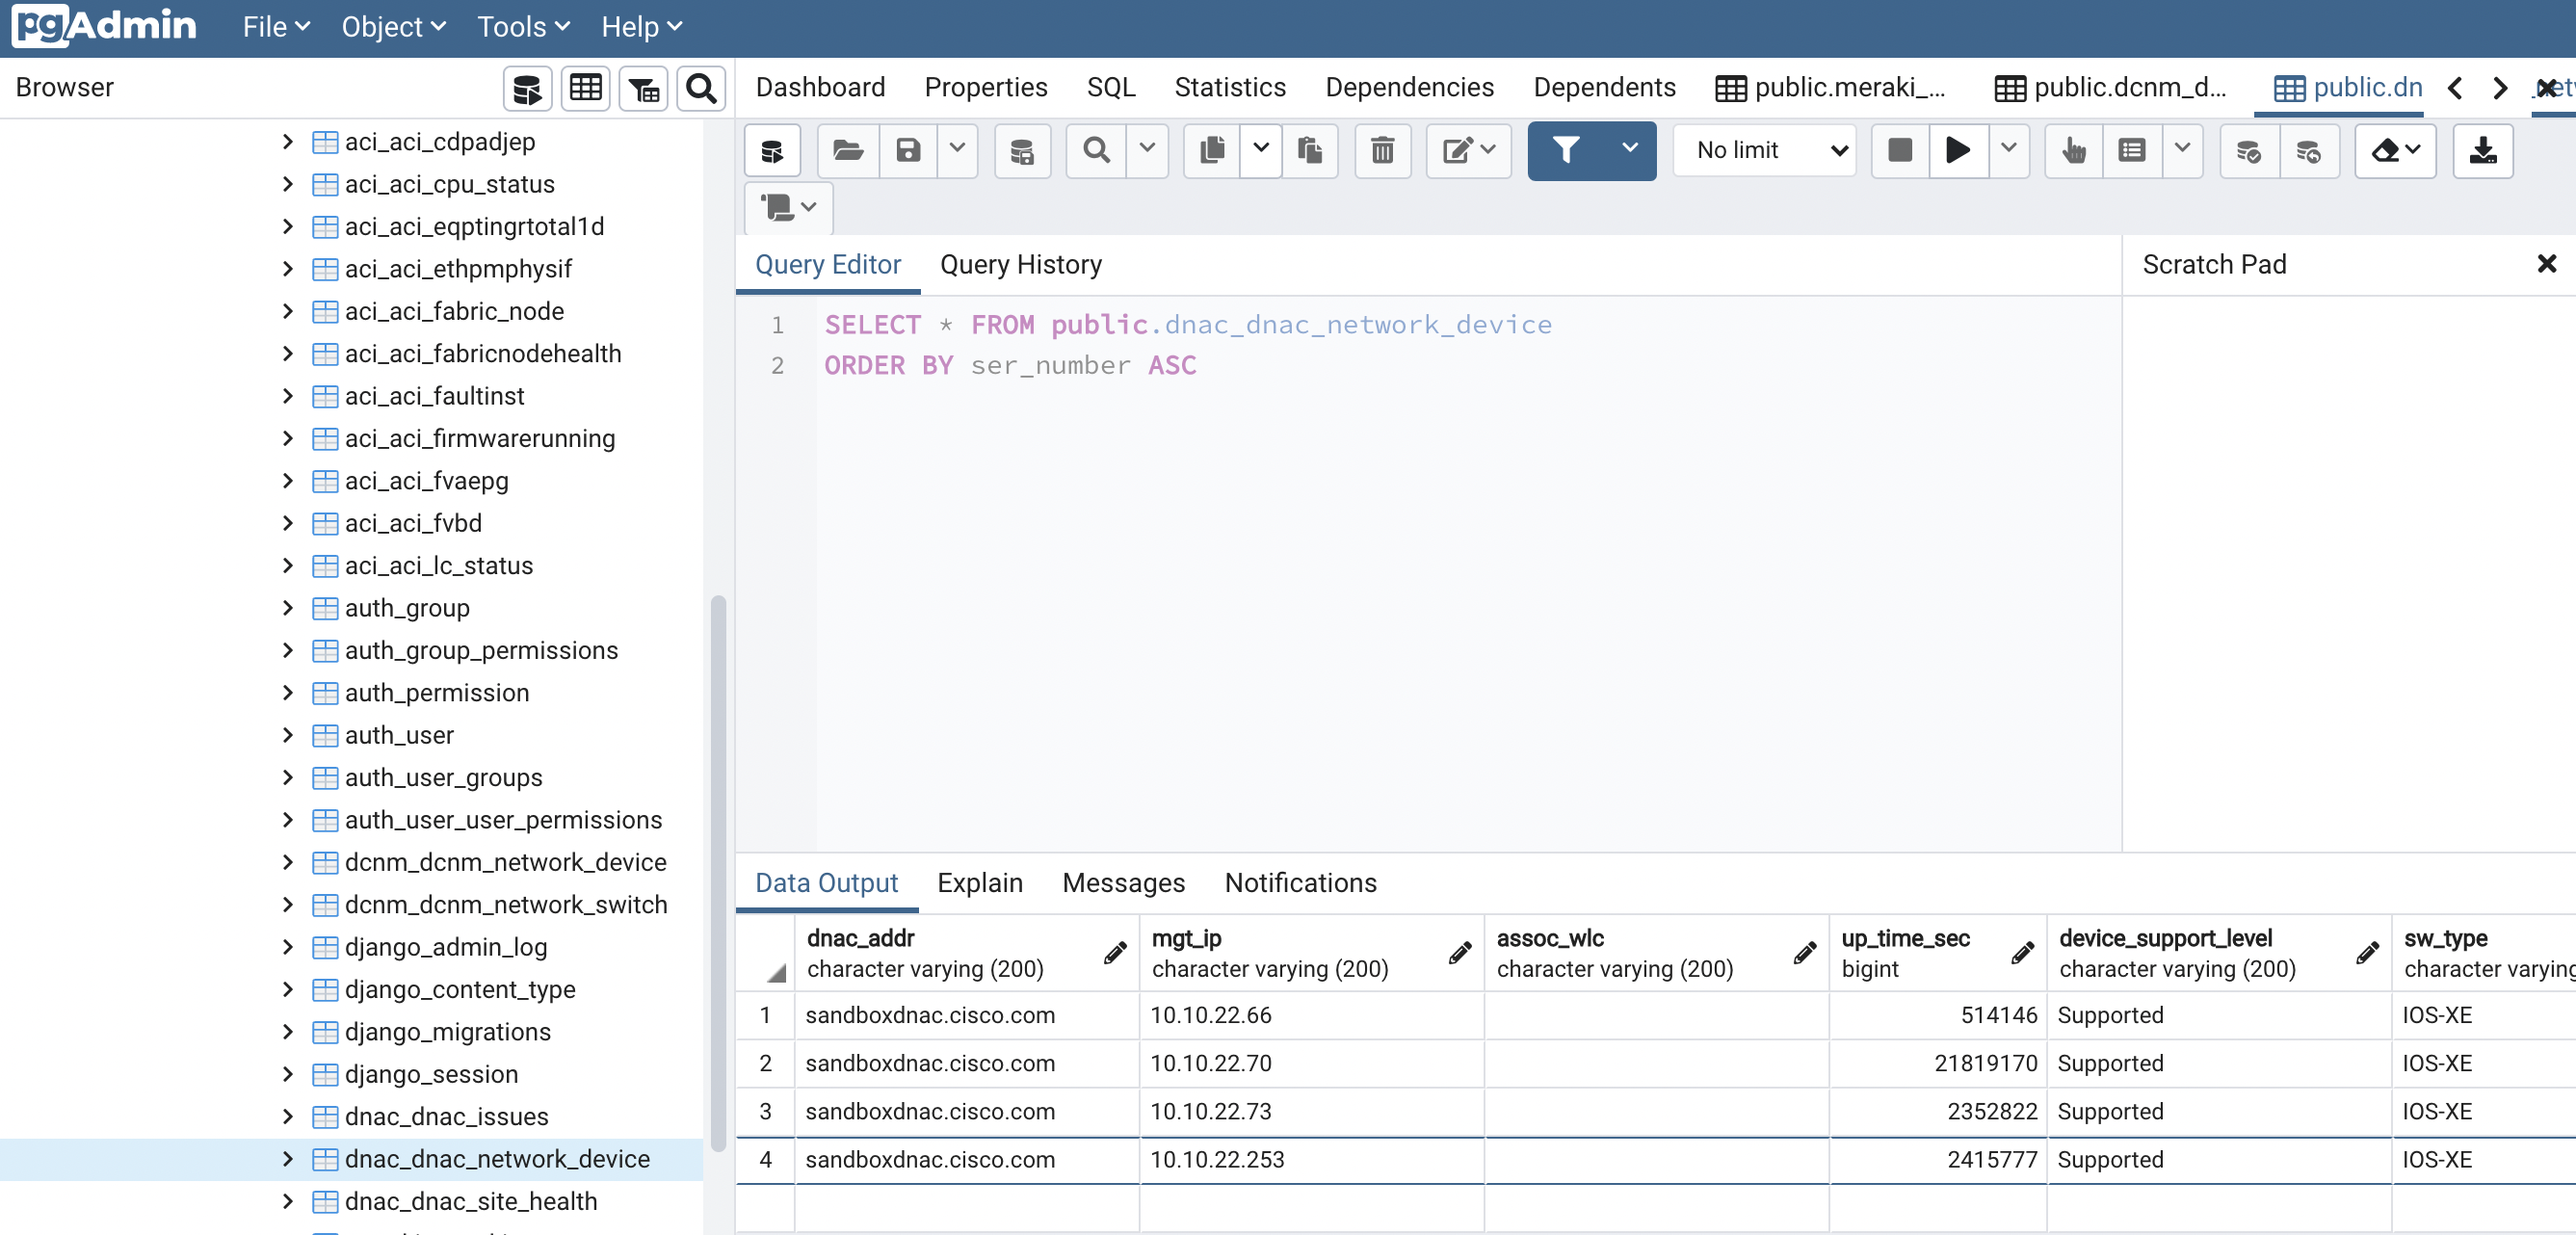 pgAdmin File Object Tools Help
Browser
Dashboard Properties SQL Statistics Dependencies Dependents public.meraki_... public.dcnm_d... public.dn
No limit
aci_aci_cdpadjep
aci_aci_cpu_status
aci_aci_eqptingrtotal1d
aci_aci_ethpmphysif
aci_aci_fabric_node
aci_aci_fabricnodehealth
aci_aci_faultinst
aci_aci_firmwarerunning
aci_aci_fvaepg
aci_aci_fvbd
aci_aci_lc_status
auth_group
auth_group_permissions
auth_permission
auth_user
auth_user_groups
auth_user_user_permissions
dcnm_dcnm_network_device
dcnm_dcnm_network_switch
django_admin_log
django_content_type
django_migrations
django_session
dnac_dnac_issues
dnac_dnac_network_device
dnac_dnac_site_health
Query Editor Query History
Scratch Pad
1 SELECT * FROM public.dnac_dnac_network_device
2 ORDER BY ser_number ASC
Data Output Explain Messages Notifications
dnac_addr mgt_ip assoc_wlc up_time_sec device_support_level sw_type
character varying (200) character varying (200) character varying (200) bigint character varying (200) character varying
1 sandboxdnac.cisco.com 10.10.22.66 514146 Supported IOS-XE
2 sandboxdnac.cisco.com 10.10.22.70 21819170 Supported IOS-XE
3 sandboxdnac.cisco.com 10.10.22.73 2352822 Supported IOS-XE
4 sandboxdnac.cisco.com 10.10.22.253 2415777 Supported IOS-XE